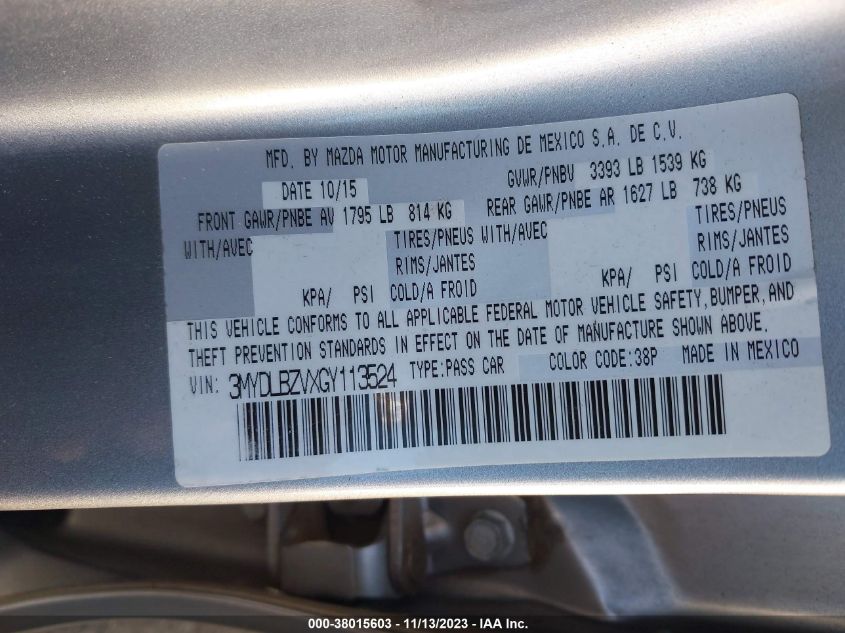 MFD. BY MAZDA MOTOR MANUFACTURING DE MEXICO S.A. DE C.V.
DATE 10/15 GVWR/PNBV 3393 LB 1539 KG
FRONT GAWR/PNBE AV 1795 LB 814 KG REAR GAWR/PNBE AR 1627 LB 738 KG
WITH/AVEC TIRES/PNEUS WITH/AVEC TIRES/PNEUS
RIMS/JANTES RIMS/JANTES
KPA/ PSI COLD/A FROID KPA/ PSI COLD/A FROID
THIS VEHICLE CONFORMS TO ALL APPLICABLE FEDERAL MOTOR VEHICLE SAFETY,BUMPER,AND
THEFT PREVENTION STANDARDS IN EFFECT ON THE DATE OF MANUFACTURE SHOWN ABOVE.
VIN: 3MYDLBZVXGY113524 TYPE:PASS CAR COLOR CODE:38P MADE IN MEXICO
000-38015603 - 11/13/2023 - IAA Inc.